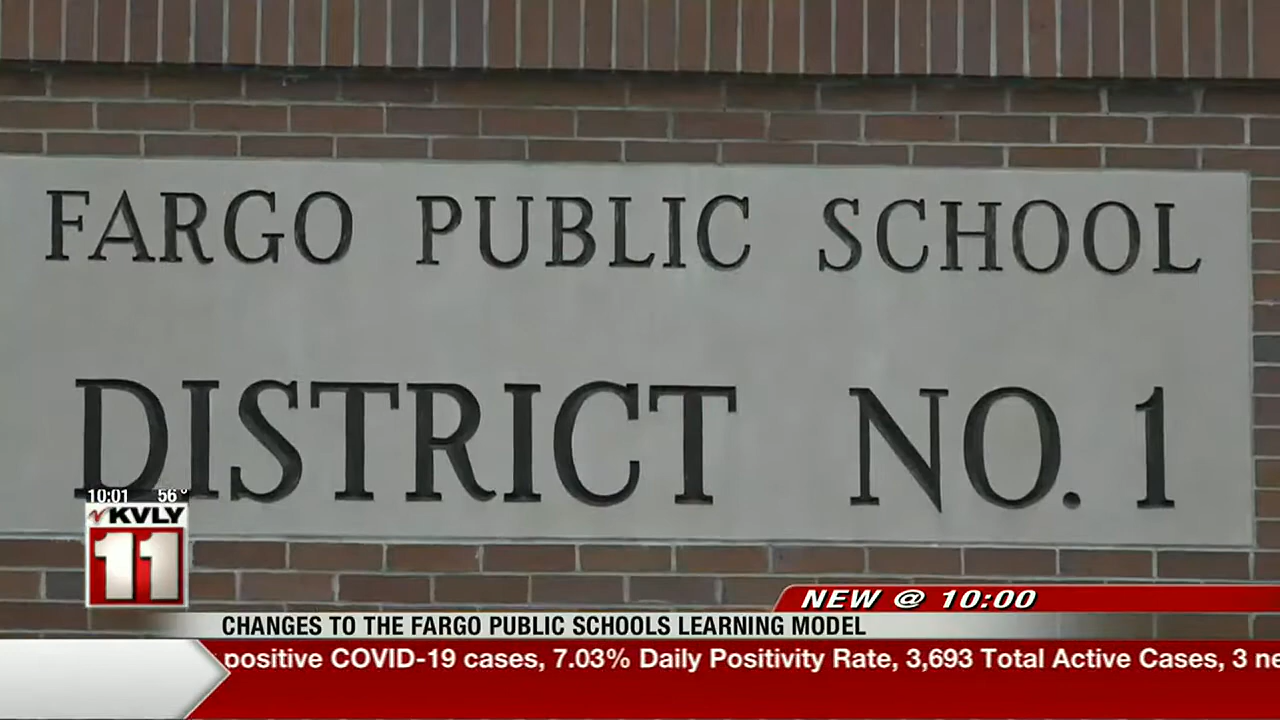 FARGO PUBLIC SCHOOL
DISTRICT NO. 1
10:01 56°
KVLY
11
NEW @ 10:00
CHANGES TO THE FARGO PUBLIC SCHOOLS LEARNING MODEL
positive COVID-19 cases, 7.03% Daily Positivity Rate, 3,693 Total Active Cases, 3